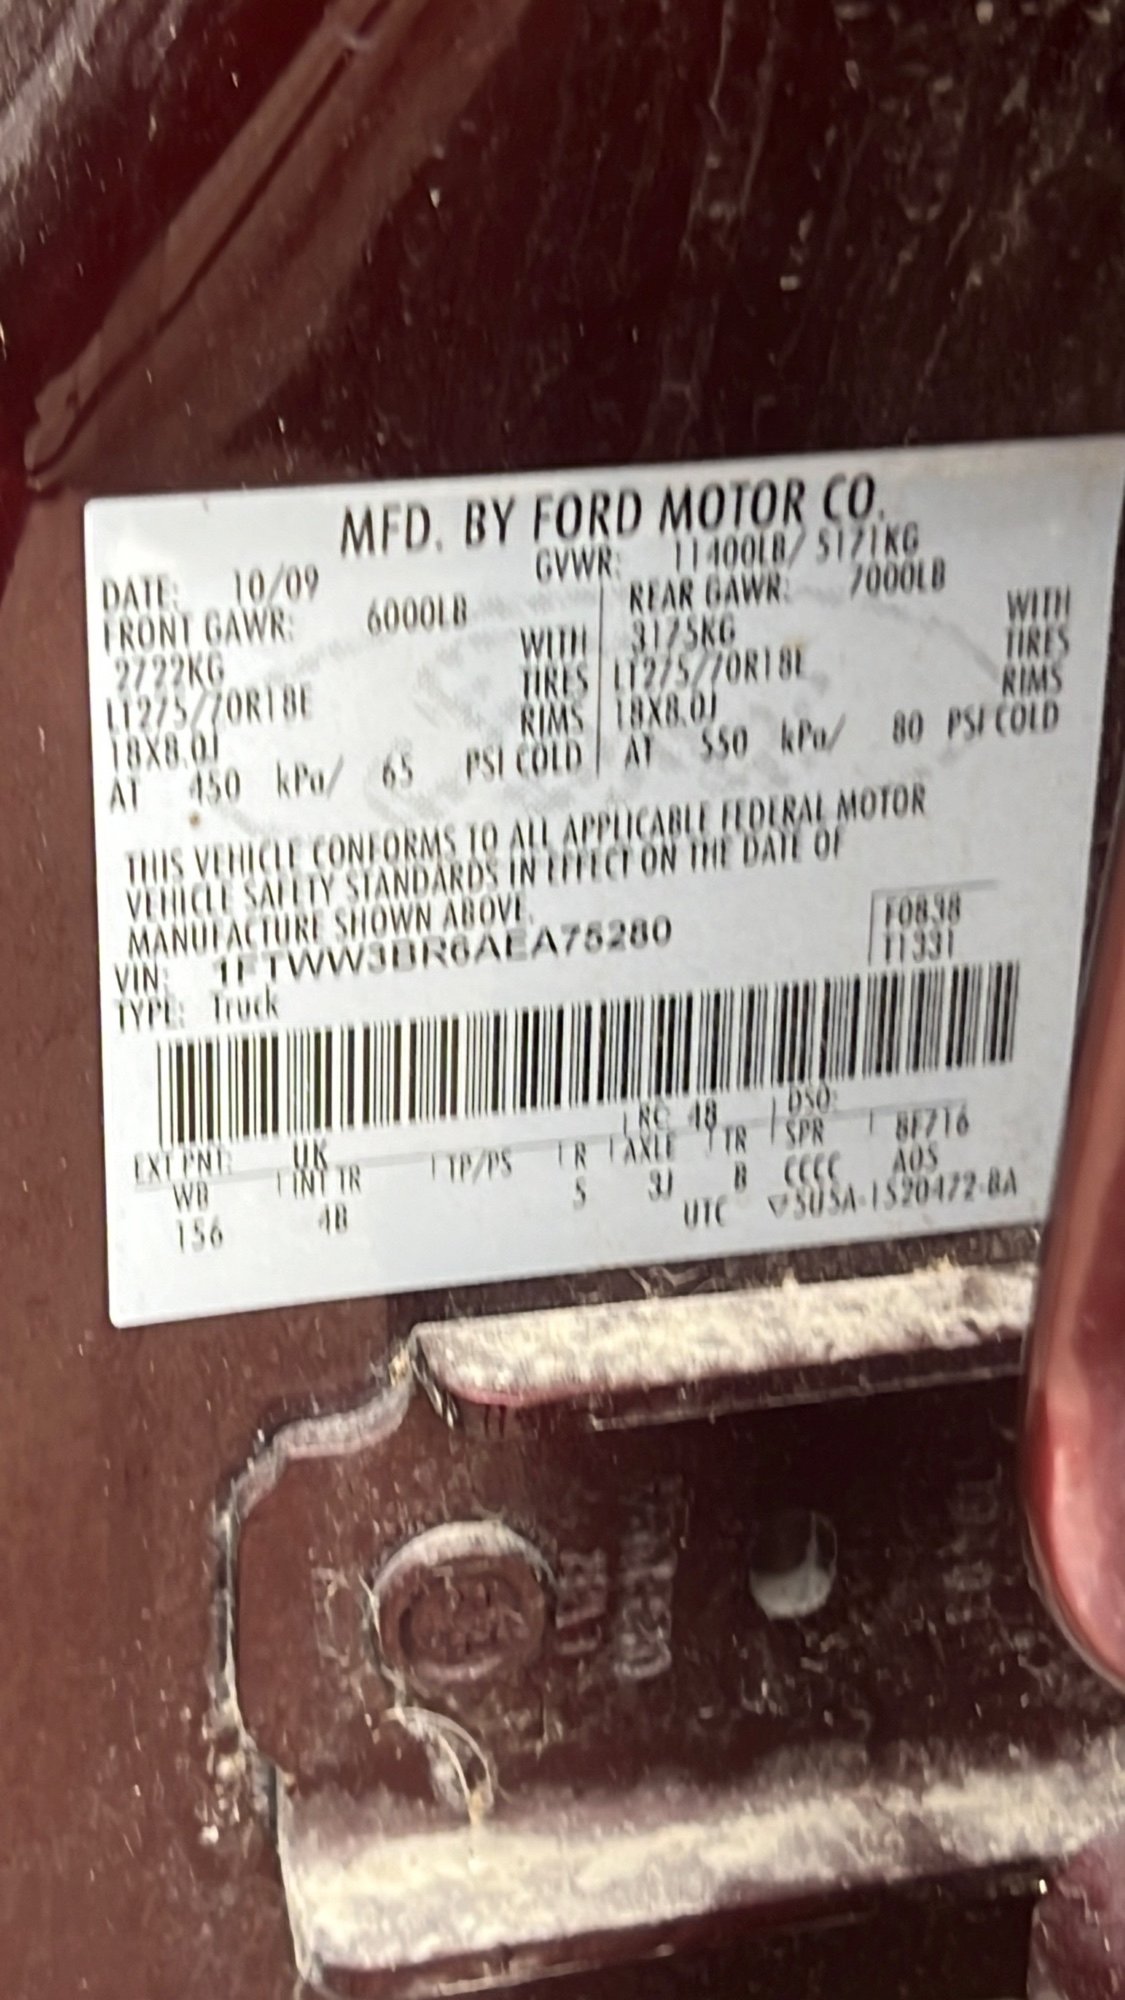 MFD. BY FORD MOTOR CO.
DATE: 10/09 GVWR: 11400LB/ 5171KG
FRONT GAWR: 6000LB
2722KG WITH
LT275/70R18E TIRES
18X8.0J RIMS
AT 450 kPa/ 65 PSI COLD
REAR GAWR: 7000LB
3175KG WITH
LT275/70R18E TIRES
18X8.0J RIMS
AT 550 kPa/ 80 PSI COLD
THIS VEHICLE CONFORMS TO ALL APPLICABLE FEDERAL MOTOR
VEHICLE SAFETY STANDARDS IN EFFECT ON THE DATE OF
MANUFACTURE SHOWN ABOVE.
VIN: 1FTWW3BR6AEA75280
TYPE: Truck
F0838
T1331
EXT PNT: UK RC: 48 DSO:
WB INT TR TP/PS R AXLE TR SPR 8F716
156 4B 5 3J B CCCC A05
UTC ▽5U5A-1520472-BA